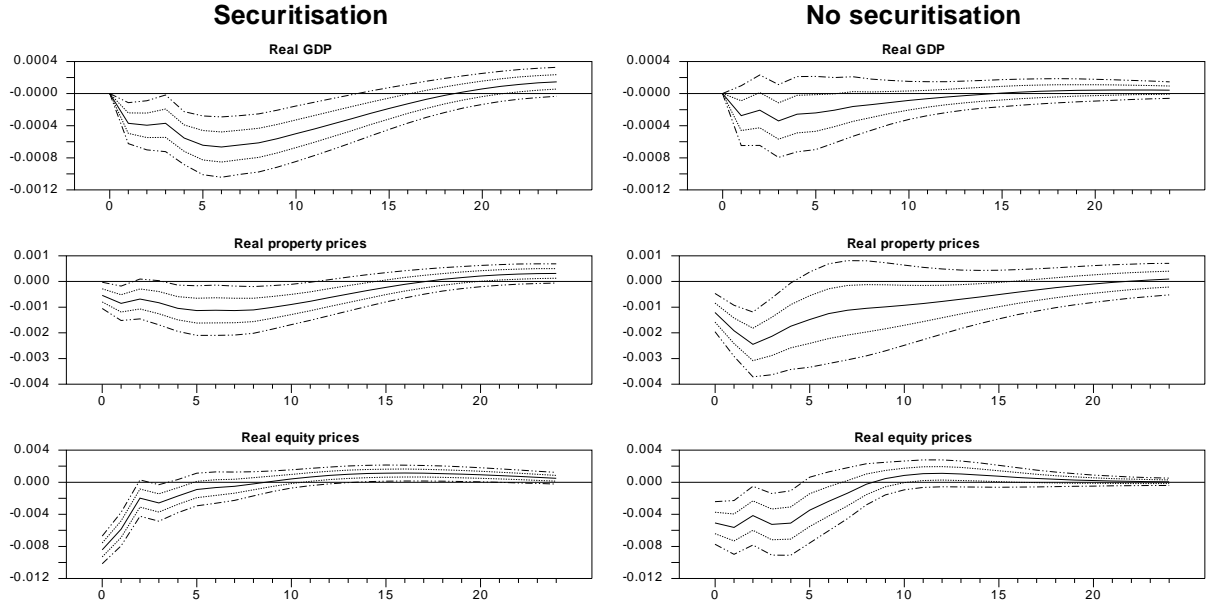 Securitisation
No securitisation
Real GDP
0.0004
-0.0000
-0.0004
-0.0008
-0.0012
0 5 10 15 20
Real GDP
0.0004
-0.0000
-0.0004
-0.0008
-0.0012
0 5 10 15 20
Real property prices
0.001
0.000
-0.001
-0.002
-0.003
-0.004
0 5 10 15 20
Real property prices
0.001
0.000
-0.001
-0.002
-0.003
-0.004
0 5 10 15 20
Real equity prices
0.004
0.000
-0.004
-0.008
-0.012
0 5 10 15 20
Real equity prices
0.004
0.000
-0.004
-0.008
-0.012
0 5 10 15 20